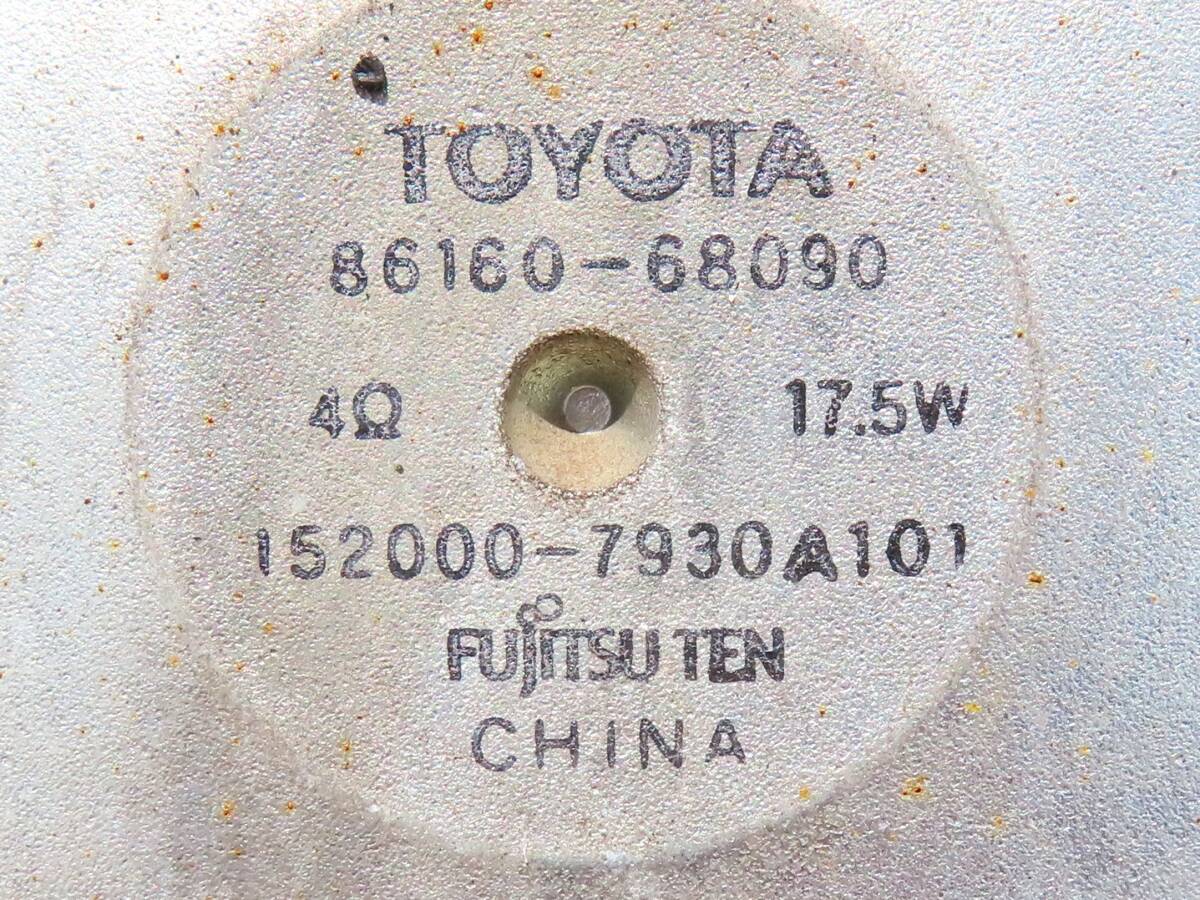 TOYOTA
86160-68090
4Ω 17.5W
152000-7930A101
FUJITSU TEN
CHINA